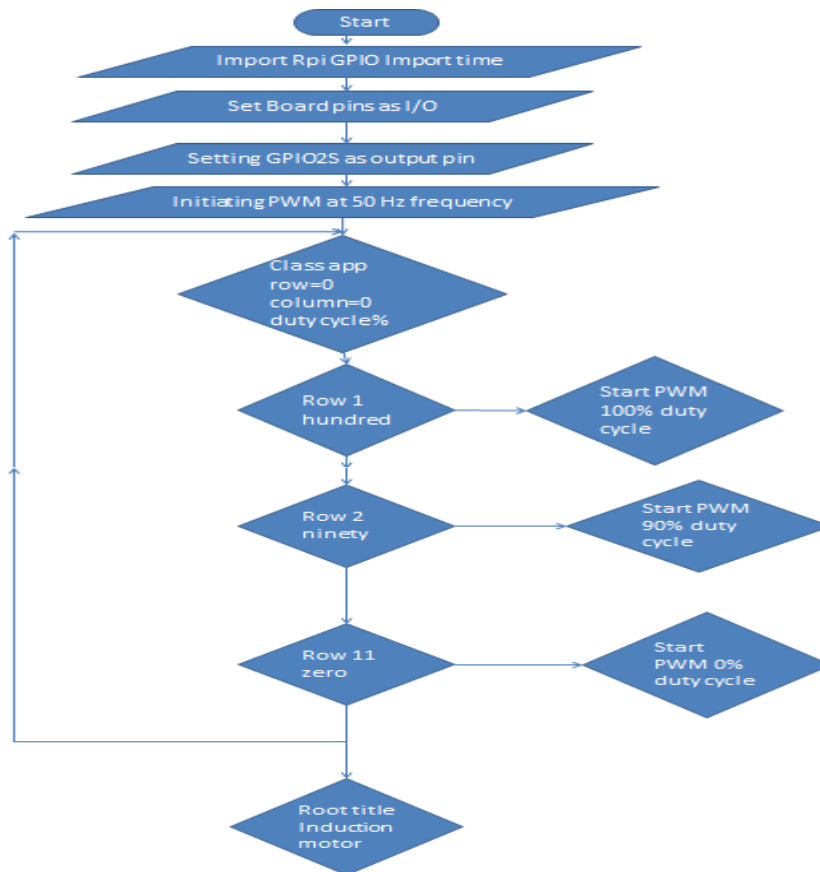 Start
Import Rpi GPIO Import time
Set Board pins as I/O
Setting GPIO2S as output pin
Initiating PWM at 50 Hz frequency
Class app
row=0
column=0
duty cycle%
Row 1
hundred
Start PWM
100% duty
cycle
Row 2
ninety
Start PWM
90% duty
cycle
Row 11
zero
Start
PWM 0%
duty cycle
Root title
Induction
motor